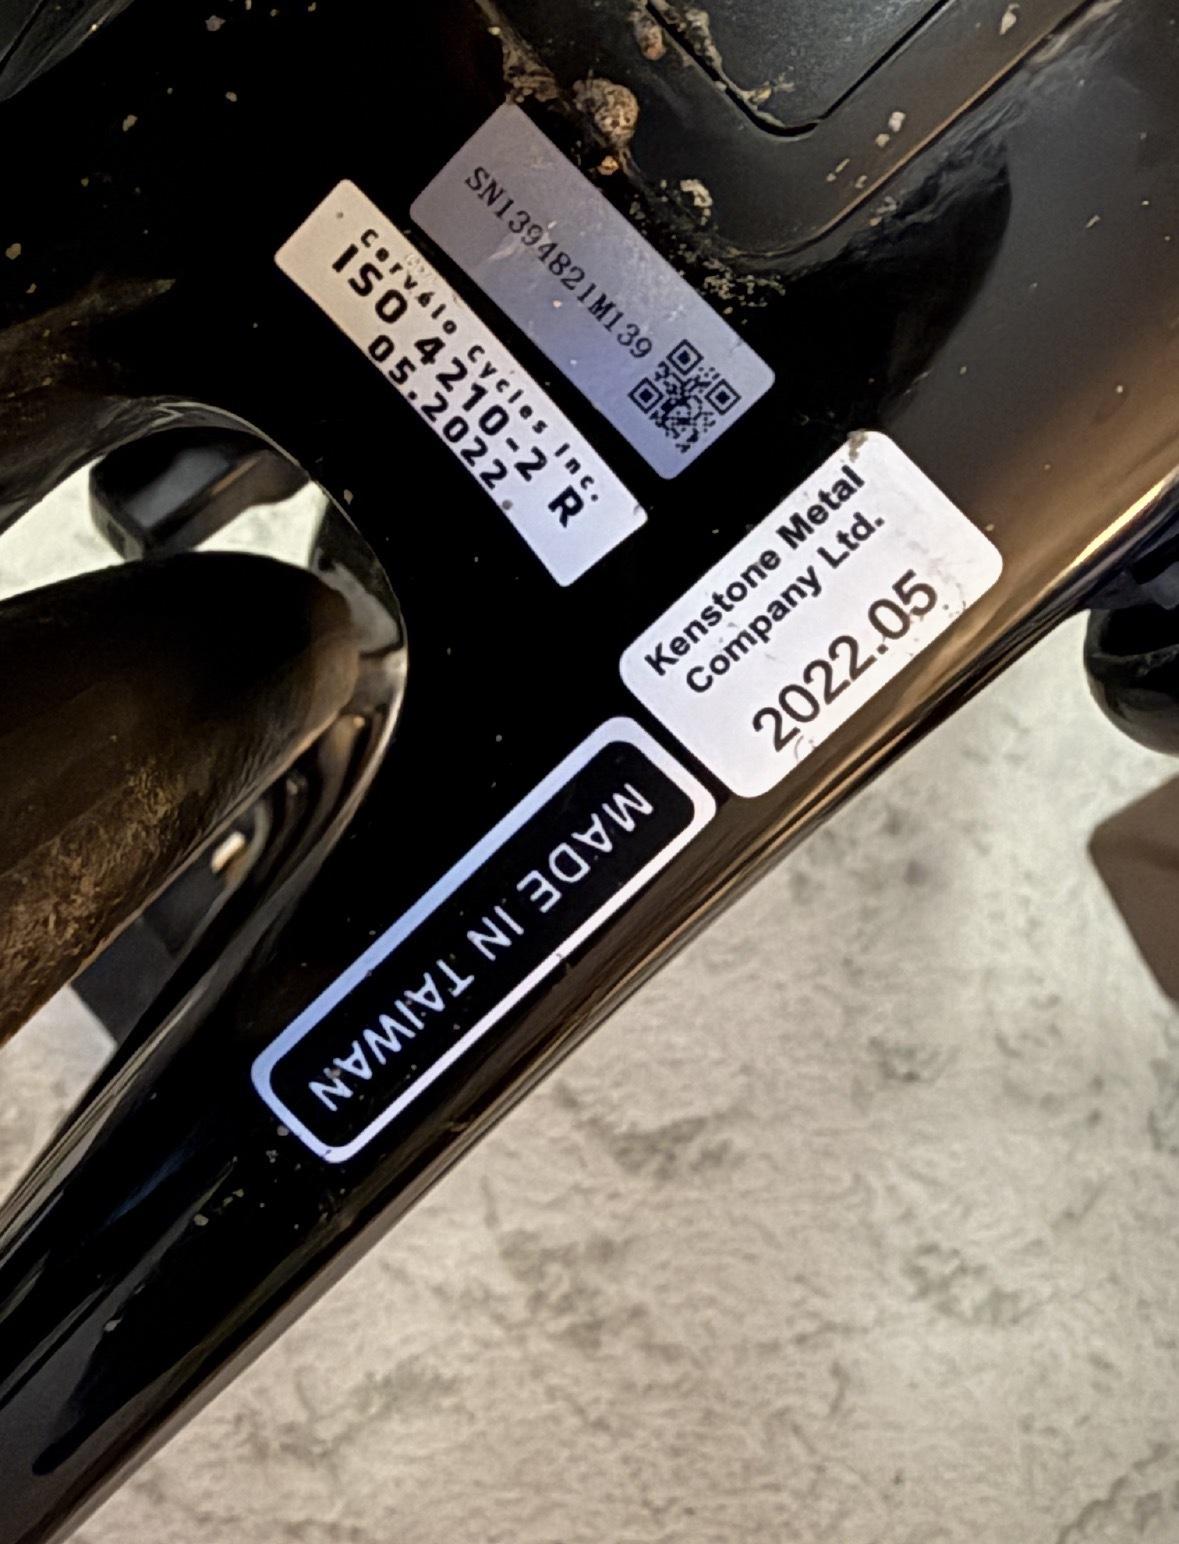 SN1394821M139
cervélo cycles inc.
ISO 4210-2 R
05.2022
Kenstone Metal
Company Ltd.
2022.05
MADE IN TAIWAN